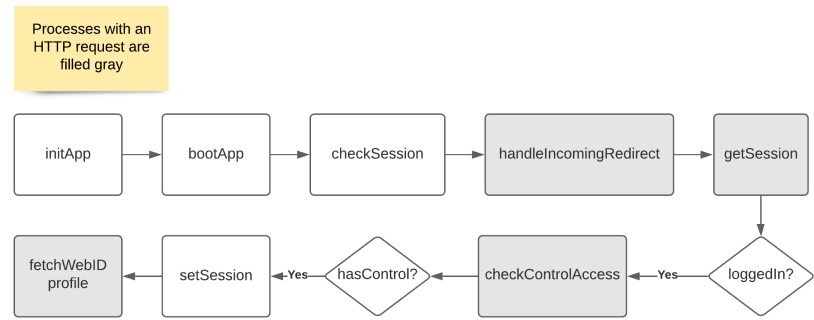 Processes with an
HTTP request are
filled gray
initApp
bootApp
checkSession
handleIncomingRedirect
getSession
loggedIn?
Yes
checkControlAccess
hasControl?
Yes
setSession
fetchWebID
profile